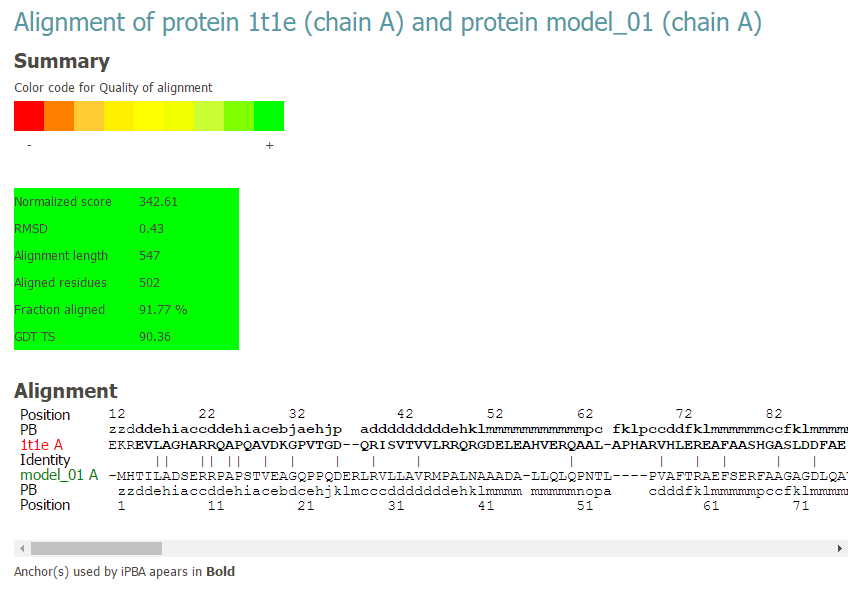 Alignment of protein 1t1e (chain A) and protein model_01 (chain A)
Summary
Color code for Quality of alignment
- +
Normalized score 342.61
RMSD 0.43
Alignment length 547
Aligned residues 502
Fraction aligned 91.77 %
GDT TS 90.36
Alignment
Position 12 22 32 42 52 62 72 82
PB zzdddehiaccddehiacebjaehjp adddddddddehklmmmmmmmmmmmpc fklpccddfklmmmmmmccfklmmmm
1t1e A EKREVLAGHARRQAPQAVDKGPVTGD--QRISVTVVLRRQRGDELEAHVERQAAL-APHARVHLEREAFAASHGASLDDFAE
Identity | | | | | | | | | | | | | | | | |
model_01 A -MHTILADSERRPAPSTVEAGQPPQDERLRVLLAVRMPALNAAADA-LLQLQPNTL----PVAFTRAEFSERFAAGAGDLQAV
PB zzddehiaccddehiacebdcehjklmcccdddddddehklmmmm mmmmmnopa cdddfklmmmmmpccfklmmmm
Position 1 11 21 31 41 51 61 71
Anchor(s) used by iPBA apears in Bold